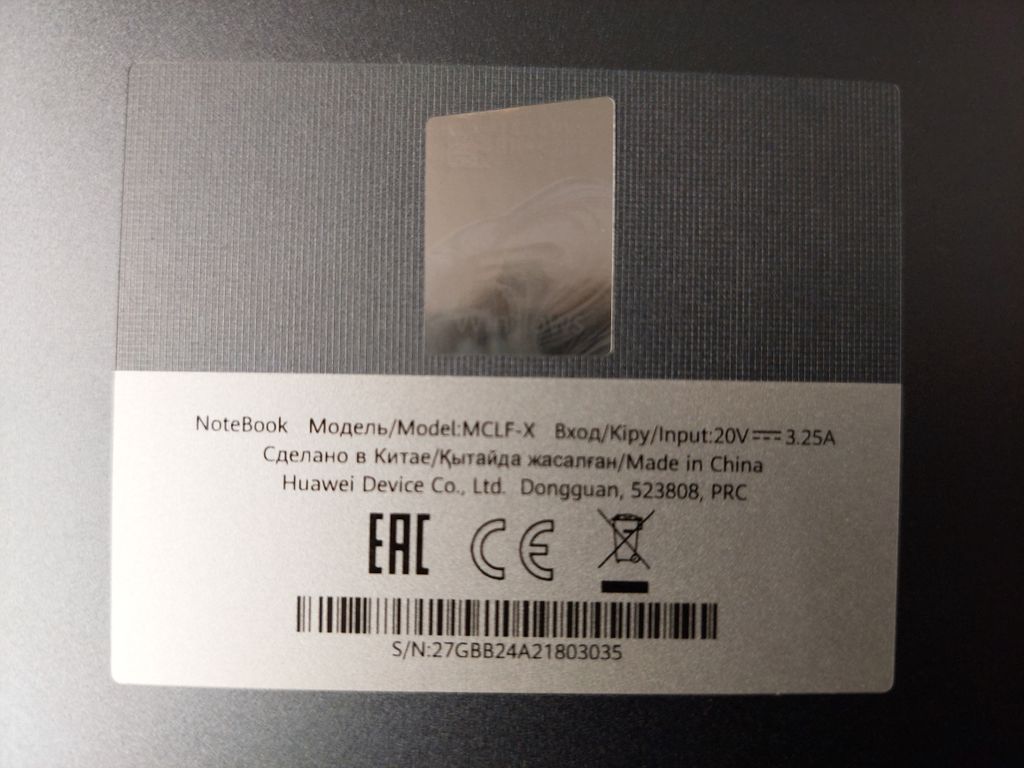 Windows
NoteBook Модель/Model:MCLF-X Вход/Кіру/Input:20V⎓3.25A
Сделано в Китае/Қытайда жасалған/Made in China
Huawei Device Co., Ltd. Dongguan, 523808, PRC
EAC CE
S/N:27GBB24A21803035